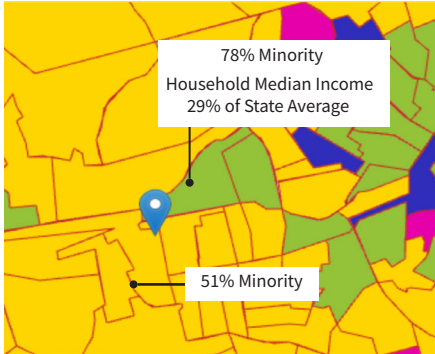 78% Minority
Household Median Income
29% of State Average
51% Minority